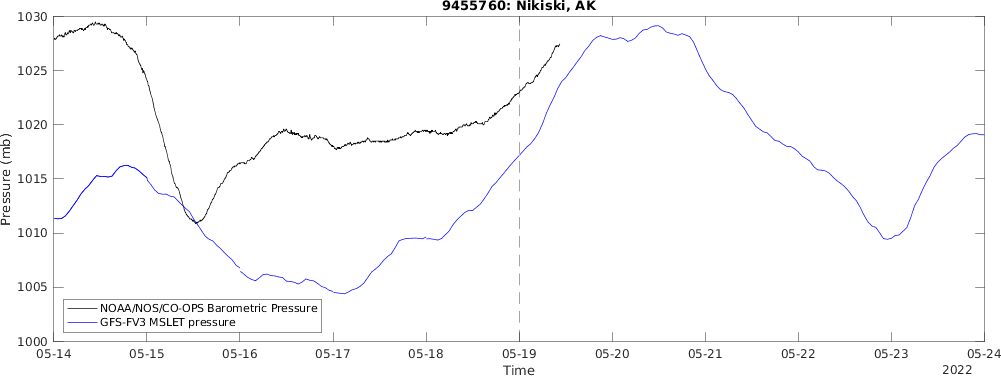 9455760: Nikiski, AK
1030
1025
1020
1015
1010
1005
1000
Pressure (mb)
NOAA/NOS/CO-OPS Barometric Pressure
GFS-FV3 MSLET pressure
05-14 05-15 05-16 05-17 05-18 05-19 05-20 05-21 05-22 05-23 05-24
Time
2022